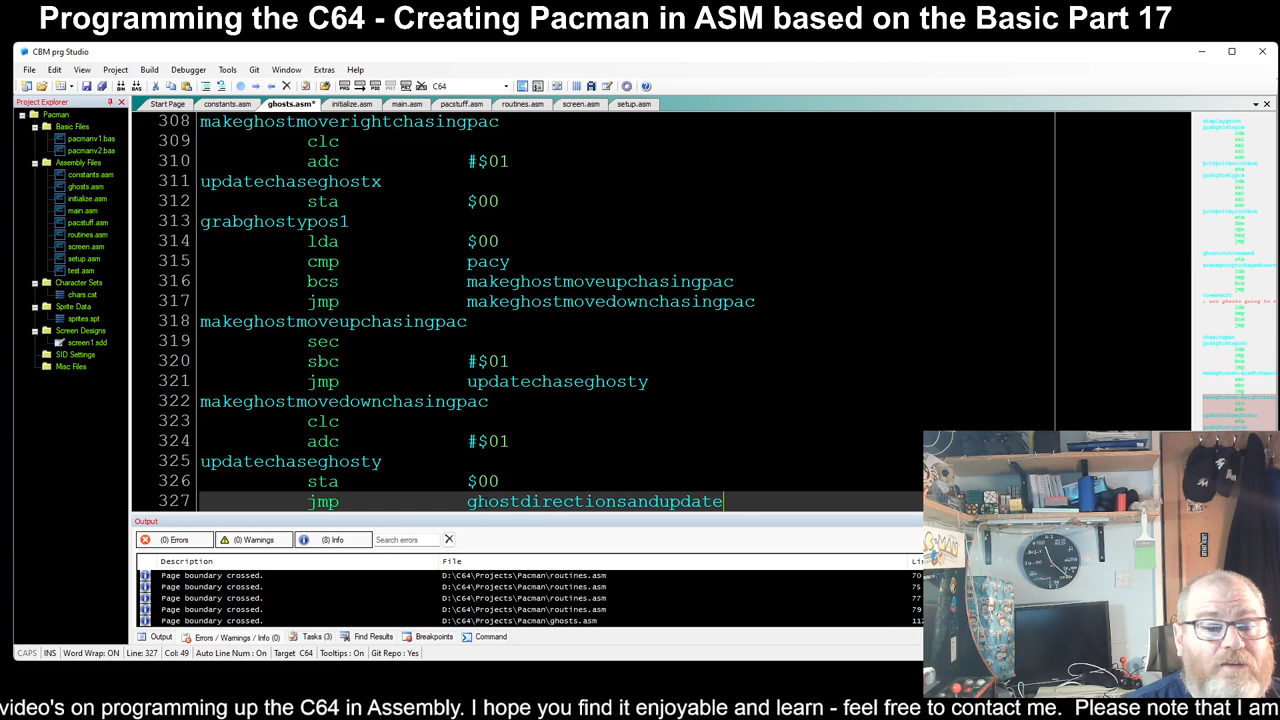 Programming the C64 - Creating Pacman in ASM based on the Basic Part 17
CBM prg Studio
File Edit View Project Build Debugger Tools Git Window Extras Help
C64
Project Explorer
Start Page constants.asm ghosts.asm* initialize.asm main.asm pacstuff.asm routines.asm screen.asm setup.asm
Pacman
Basic Files
pacmanv1.bas
pacmanv2.bas
Assembly Files
constants.asm
ghosts.asm
initialize.asm
main.asm
pacstuff.asm
routines.asm
screen.asm
setup.asm
test.asm
Character Sets
chars.cst
Sprite Data
sprites.spt
Screen Designs
screen1.sdd
SID Settings
Misc Files
308 makeghostmoverightchasingpac
309 clc
310 adc #$01
311 updatechaseghostx
312 sta $00
313 grabghostypos1
314 lda $00
315 cmp pacy
316 bcs makeghostmoveupchasingpac
317 jmp makeghostmovedownchasingpac
318 makeghostmoveupchasingpac
319 sec
320 sbc #$01
321 jmp updatechaseghosty
322 makeghostmovedownchasingpac
323 clc
324 adc #$01
325 updatechaseghosty
326 sta $00
327 jmp ghostdirectionsandupdate
Output
(0) Errors (0) Warnings (8) Info Search errors
Description File
Page boundary crossed. D:\C64\Projects\Pacman\routines.asm 70
Page boundary crossed. D:\C64\Projects\Pacman\routines.asm 75
Page boundary crossed. D:\C64\Projects\Pacman\routines.asm 77
Page boundary crossed. D:\C64\Projects\Pacman\routines.asm 79
Page boundary crossed. D:\C64\Projects\Pacman\ghosts.asm
Output Errors / Warnings / Info (0) Tasks (3) Find Results Breakpoints Command
CAPS INS Word Wrap: ON Line: 327 Col: 49 Auto Line Num : On Target C64 Tooltips : On Git Repo : Yes
video's on programming up the C64 in Assembly. I hope you find it enjoyable and learn - feel free to contact me. Please note that I am